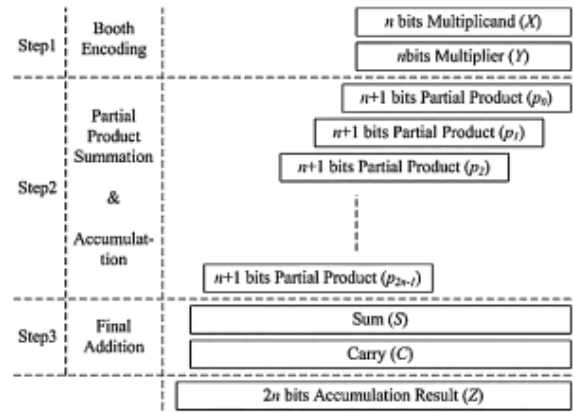 Step1
Booth
Encoding
n bits Multiplicand (X)
nbits Multiplier (Y)
Step2
Partial
Product
Summation
&
Accumulat-
tion
n+1 bits Partial Product (p0)
n+1 bits Partial Product (p1)
n+1 bits Partial Product (p2)
n+1 bits Partial Product (p2n-1)
Step3
Final
Addition
Sum (S)
Carry (C)
2n bits Accumulation Result (Z)